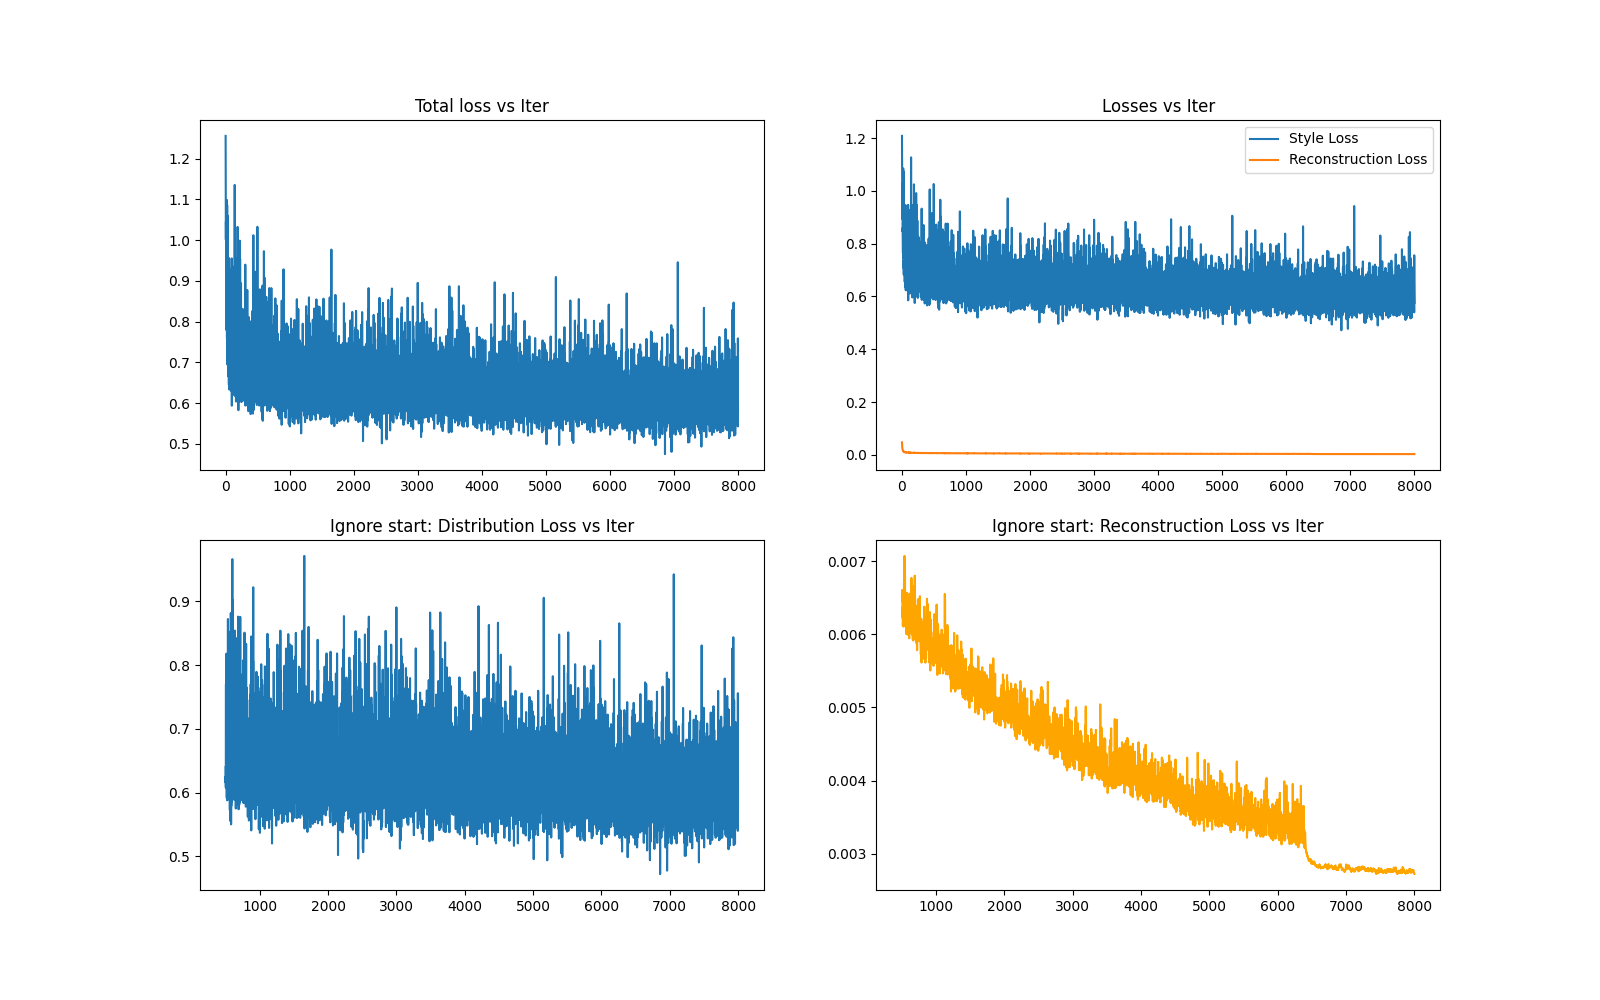 Total loss vs Iter
1.2
1.1
1.0
0.9
0.8
0.7
0.6
0.5
0 1000 2000 3000 4000 5000 6000 7000 8000
Losses vs Iter
Style Loss
Reconstruction Loss
1.2
1.0
0.8
0.6
0.4
0.2
0.0
0 1000 2000 3000 4000 5000 6000 7000 8000
Ignore start: Distribution Loss vs Iter
0.9
0.8
0.7
0.6
0.5
1000 2000 3000 4000 5000 6000 7000 8000
Ignore start: Reconstruction Loss vs Iter
0.007
0.006
0.005
0.004
0.003
1000 2000 3000 4000 5000 6000 7000 8000